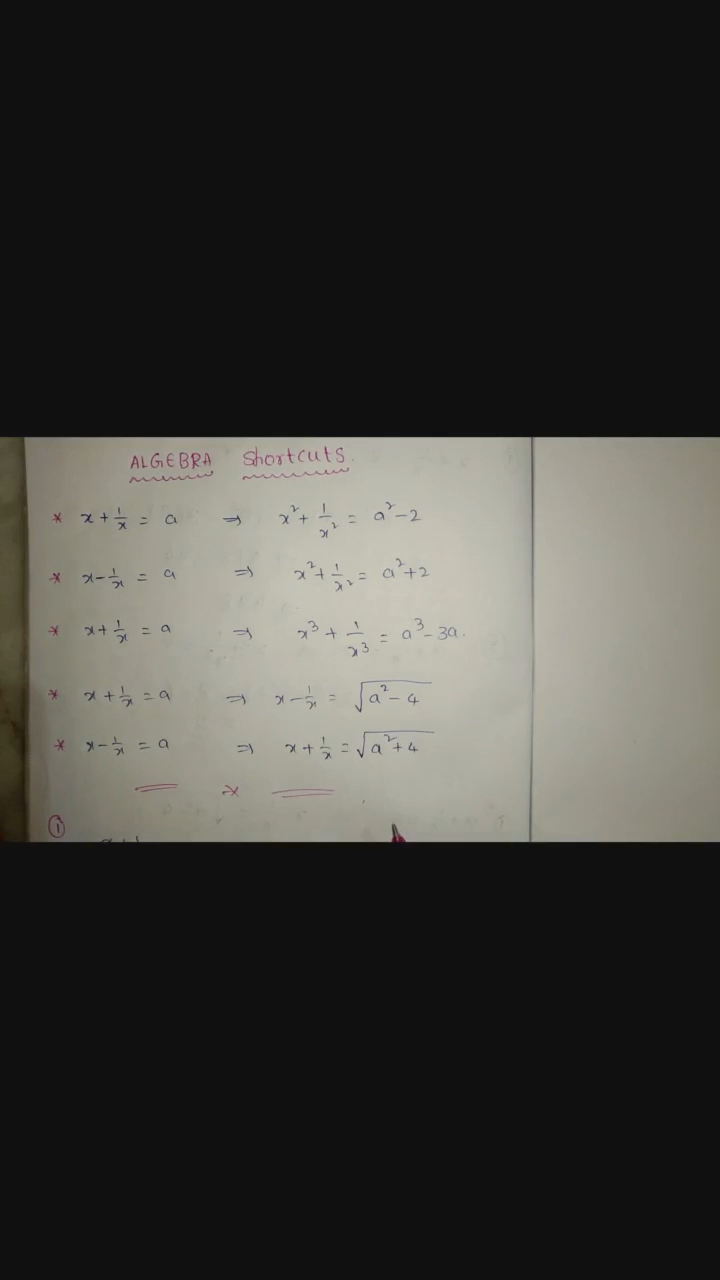 ALGEBRA Shortcuts.
* x + 1/x = a ⇒ x² + 1/x² = a² - 2
* x - 1/x = a ⇒ x² + 1/x² = a² + 2
* x + 1/x = a ⇒ x³ + 1/x³ = a³ - 3a.
* x + 1/x = a ⇒ x - 1/x = √(a² - 4)
* x - 1/x = a ⇒ x + 1/x = √(a² + 4)
①